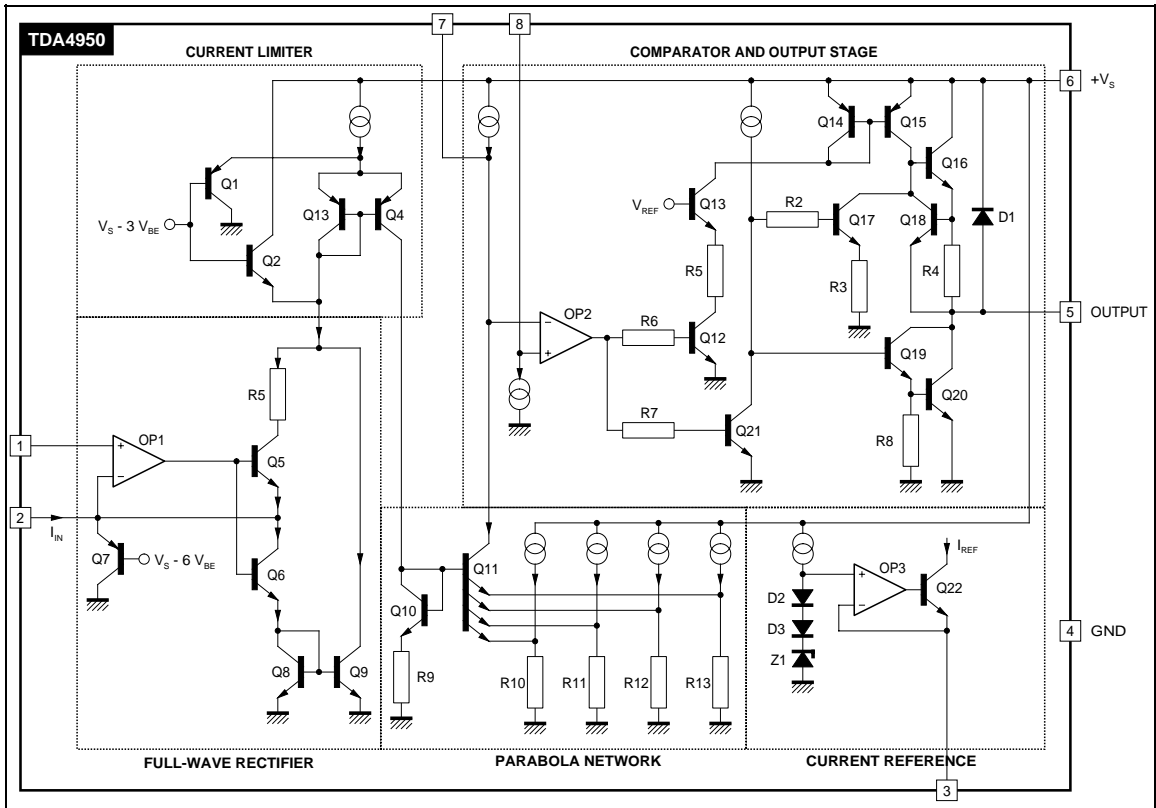 7
8
TDA4950
CURRENT LIMITER
COMPARATOR AND OUTPUT STAGE
6
+VS
Q14
Q15
Q16
Q1
Q13
Q4
VREF
Q13
R2
Q17
Q18
D1
VS - 3 VBE
Q2
R5
R3
R4
OP2
R6
Q12
5
OUTPUT
Q19
Q20
R5
R7
Q21
R8
1
OP1
Q5
2
IIN
Q7
VS - 6 VBE
Q6
Q11
IREF
OP3
D2
Q22
Q10
D3
4
GND
Z1
Q8
Q9
R9
R10
R11
R12
R13
FULL-WAVE RECTIFIER
PARABOLA NETWORK
CURRENT REFERENCE
3